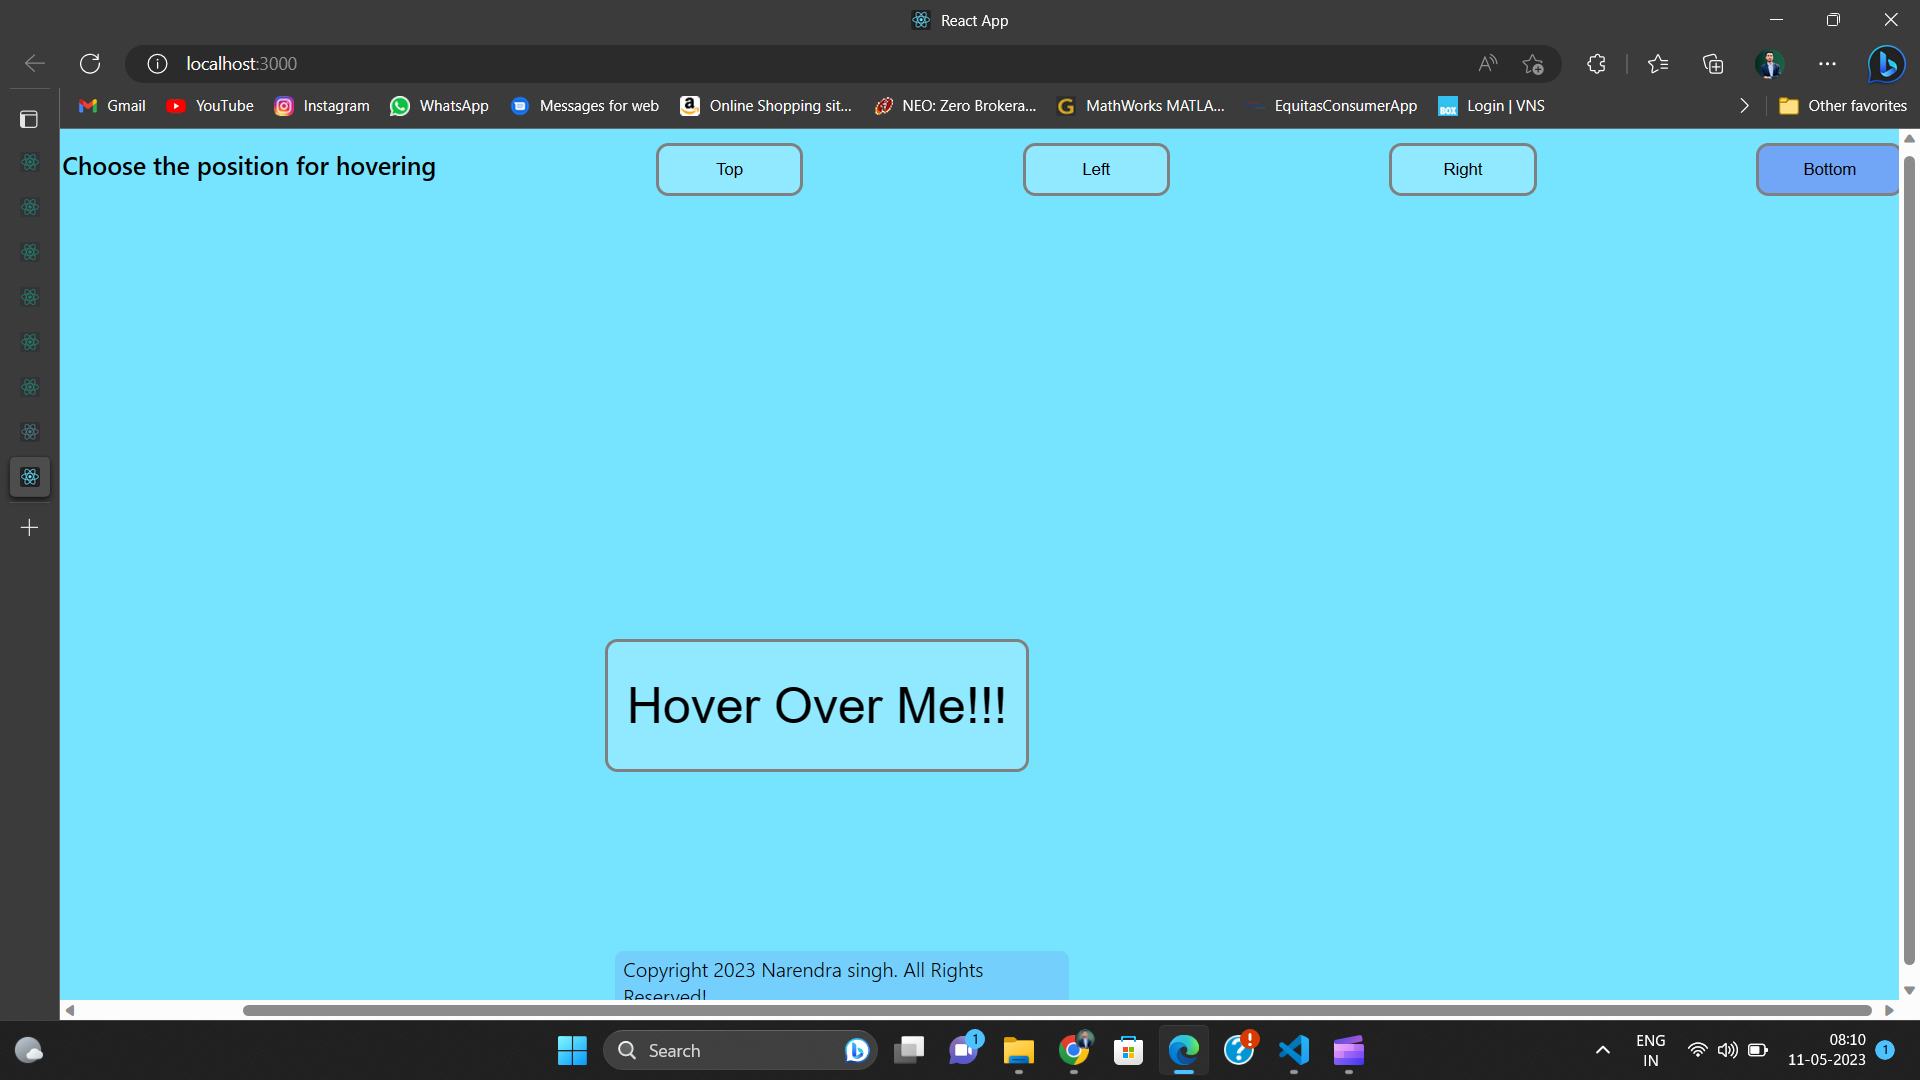 React App
localhost:3000
Gmail
YouTube
Instagram
WhatsApp
Messages for web
Online Shopping sit...
NEO: Zero Brokera...
MathWorks MATLA...
EquitasConsumerApp
Login | VNS
Other favorites
Choose the position for hovering
Top
Left
Right
Bottom
Hover Over Me!!!
Copyright 2023 Narendra singh. All Rights
Reserved!
Search
1
ENG
IN
08:10
11-05-2023
1